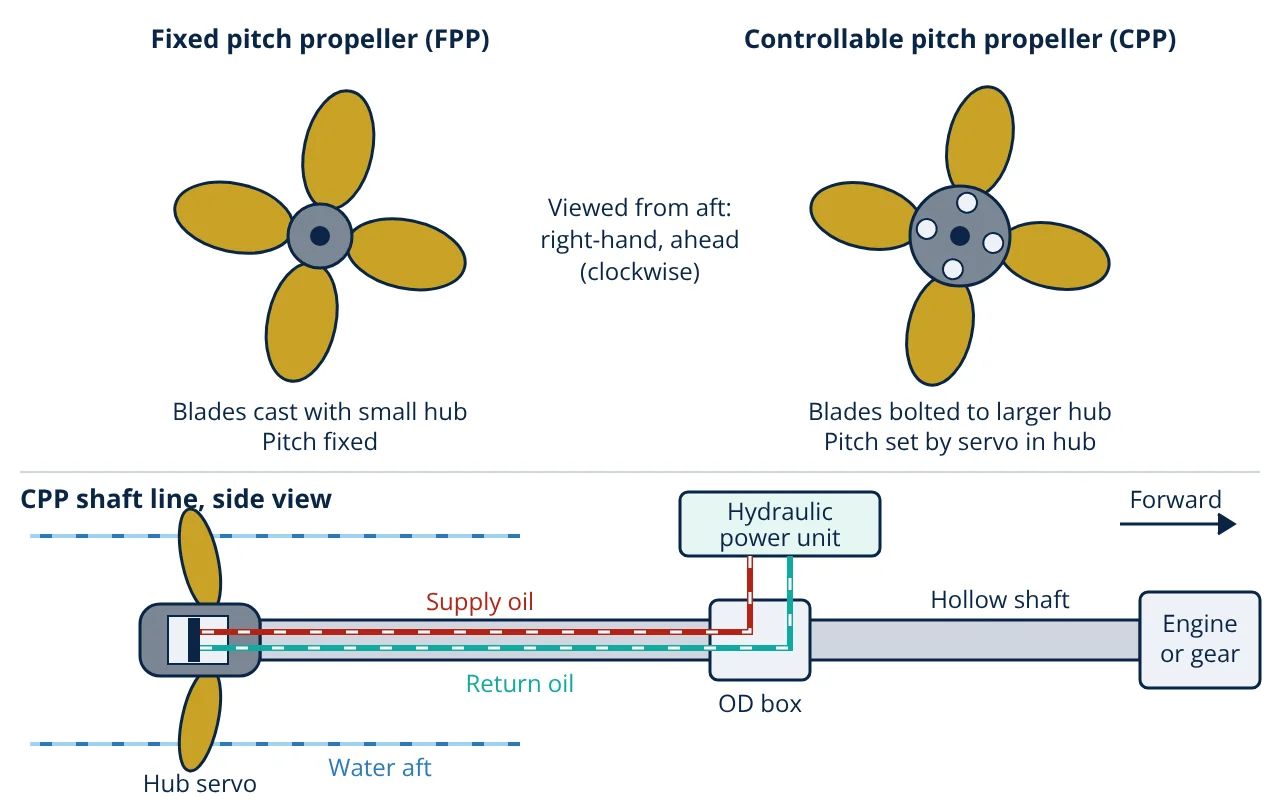 Fixed pitch propeller (FPP)
Controllable pitch propeller (CPP)
Viewed from aft:
right-hand, ahead
(clockwise)
Blades cast with small hub
Pitch fixed
Blades bolted to larger hub
Pitch set by servo in hub
CPP shaft line, side view
Hydraulic
power unit
Forward
Supply oil
Hollow shaft
Engine
or gear
Return oil
OD box
Water aft
Hub servo